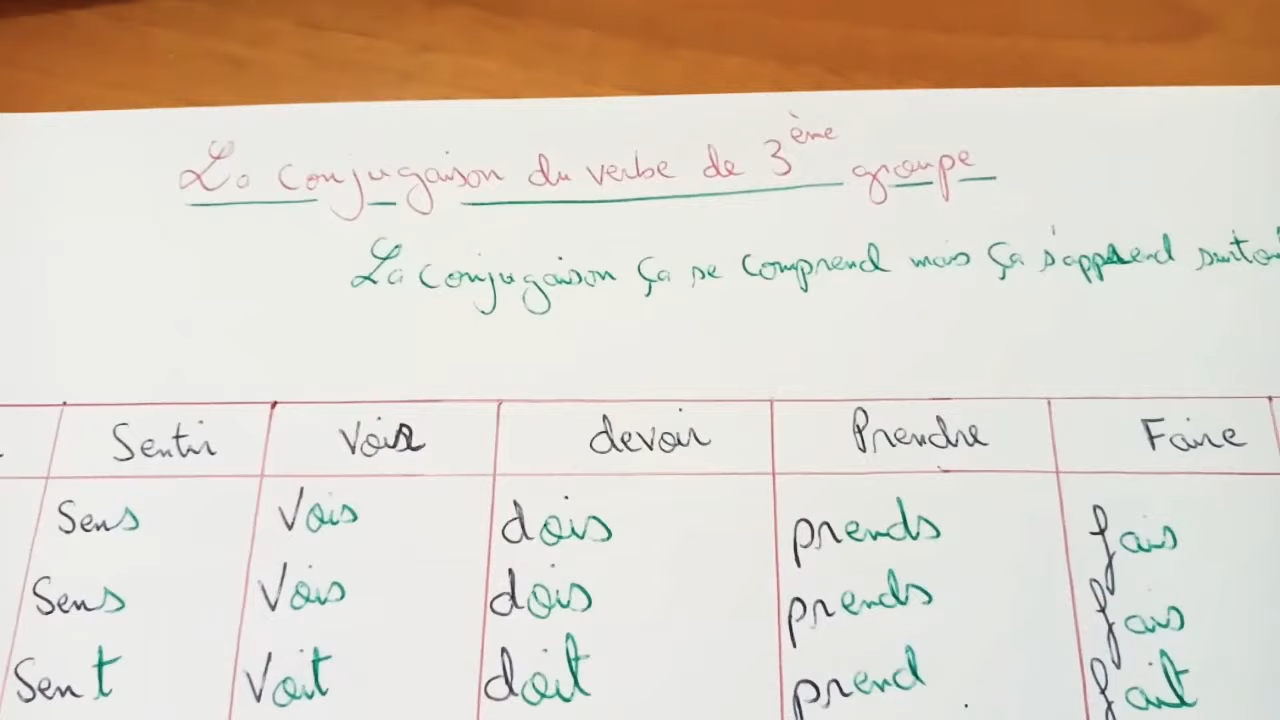 La conjugaison du verbe de 3ème groupe
La conjugaison ça se comprend mais ça s'apprend
Sentir Voir devoir Prendre Faire
Sens Vois dois prends fais
Sens Vois dois prends fais
Sent Voit doit prend fait